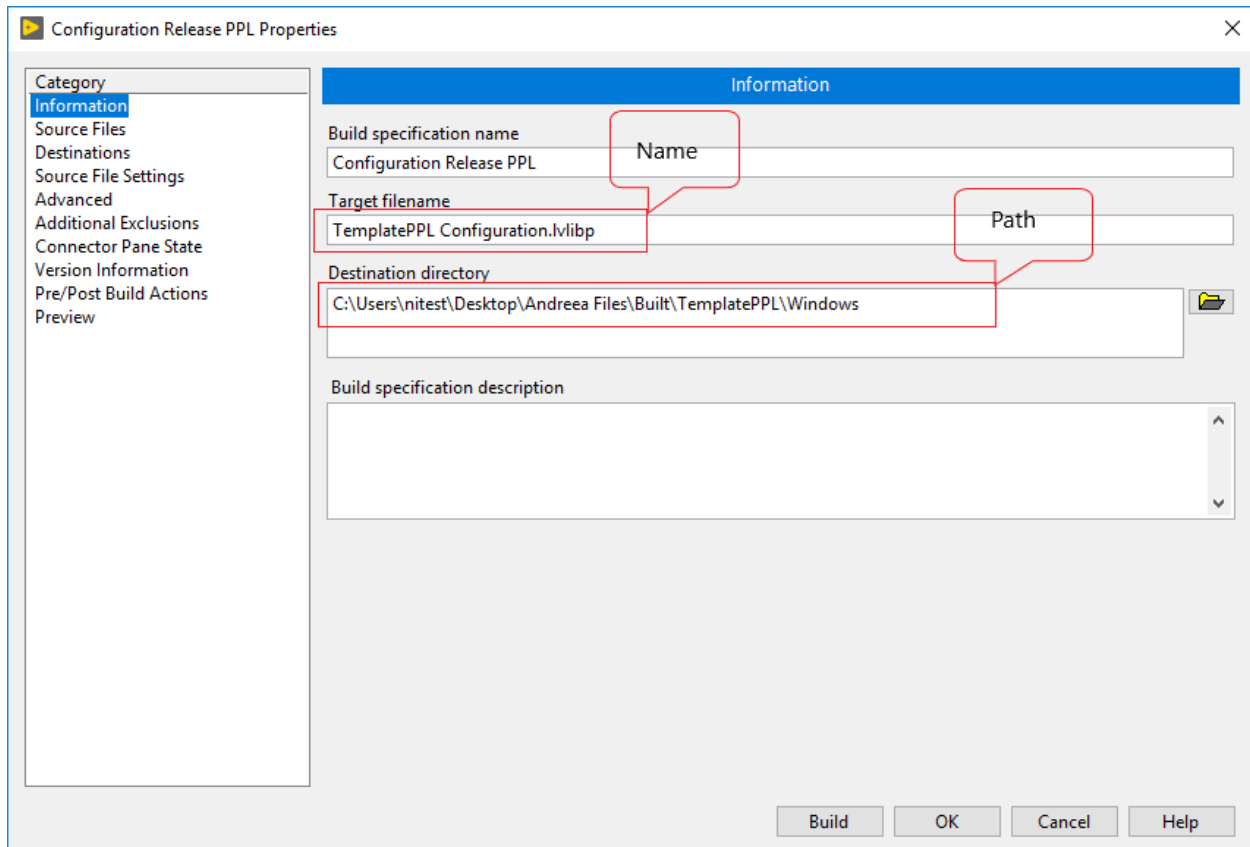 Configuration Release PPL Properties
Category
Information
Source Files
Destinations
Source File Settings
Advanced
Additional Exclusions
Connector Pane State
Version Information
Pre/Post Build Actions
Preview
Information
Build specification name
Configuration Release PPL
Name
Target filename
TemplatePPL Configuration.lvlibp
Path
Destination directory
C:\Users\nitest\Desktop\Andreea Files\Built\TemplatePPL\Windows
Build specification description
Build
OK
Cancel
Help